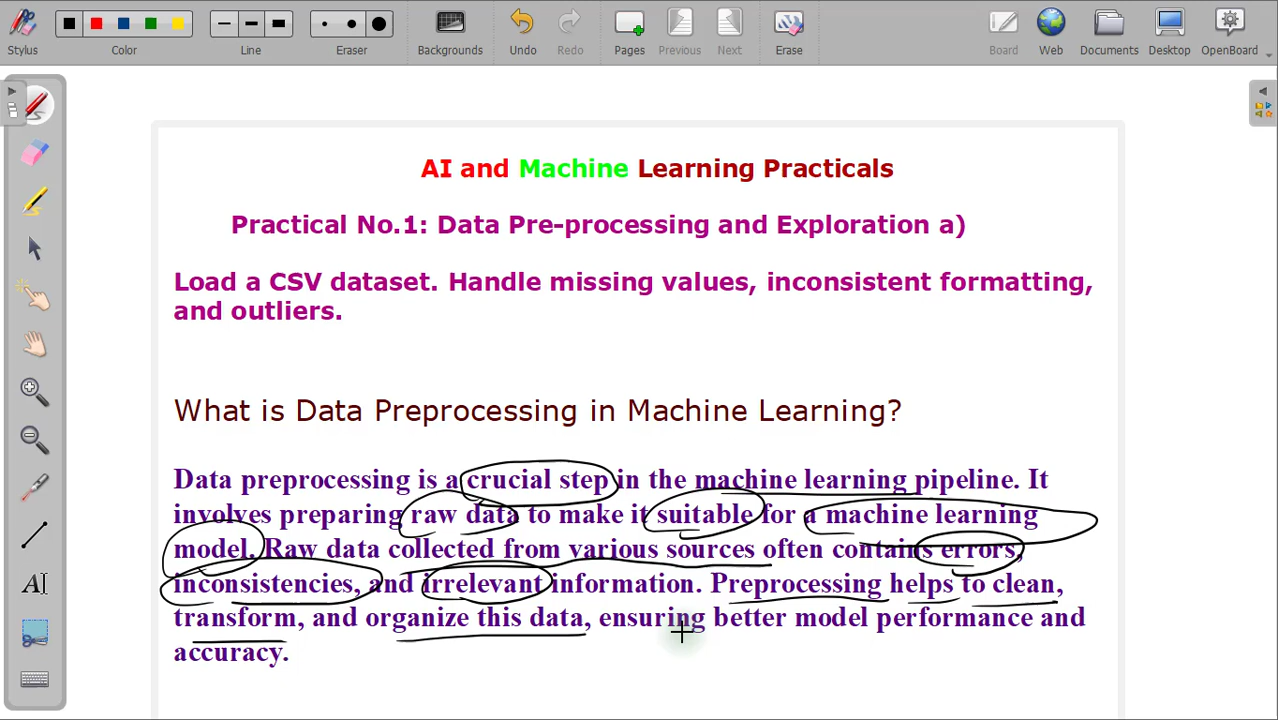 Stylus Color Line Eraser Backgrounds Undo Redo Pages Previous Next Erase Board Web Documents Desktop OpenBoard
AI and Machine Learning Practicals
Practical No.1: Data Pre-processing and Exploration a)
Load a CSV dataset. Handle missing values, inconsistent formatting,
and outliers.
What is Data Preprocessing in Machine Learning?
Data preprocessing is a crucial step in the machine learning pipeline. It
involves preparing raw data to make it suitable for a machine learning
model. Raw data collected from various sources often contains errors,
inconsistencies, and irrelevant information. Preprocessing helps to clean,
transform, and organize this data, ensuring better model performance and
accuracy.